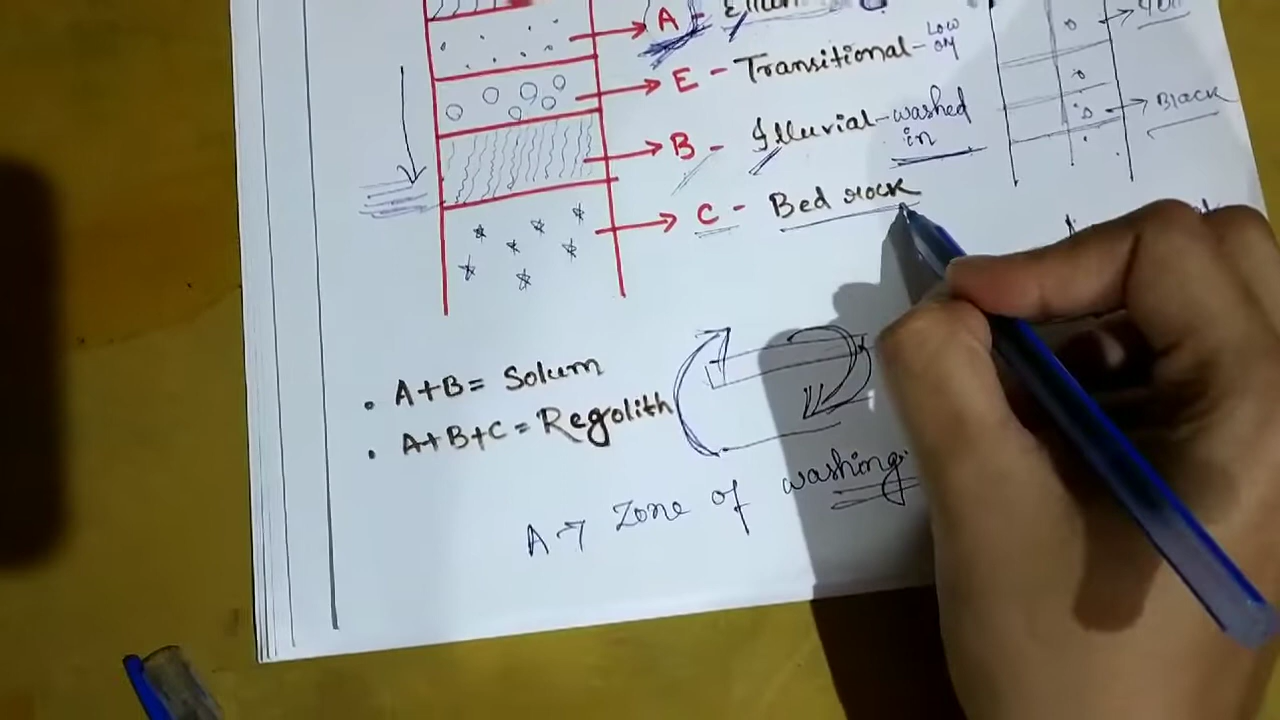 A -
E - Transitional - Low OM
B - Illuvial - washed in
C - Bed rock
Black
• A+B = Solum
• A+B+C = Regolith
A → Zone of washing